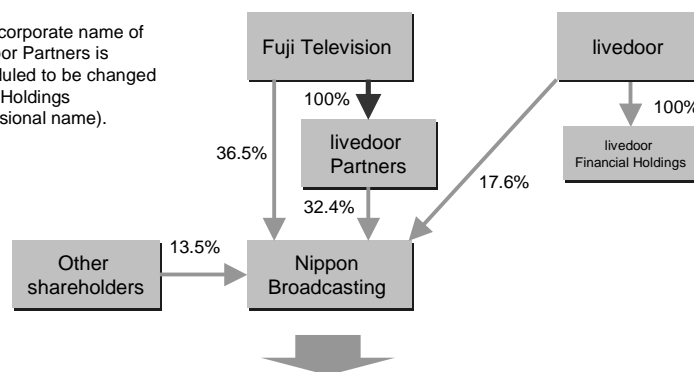 corporate name of
Partners is
to be changed
Holdings
name).
Fuji Television
livedoor
100%
100%
livedoor
Partners
livedoor
Financial Holdings
36.5%
17.6%
32.4%
13.5%
Other
shareholders
Nippon
Broadcasting